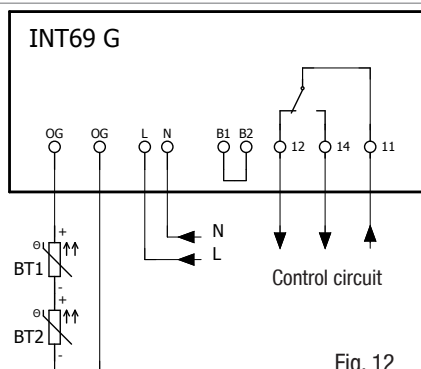 INT69 G
OG OG L N B1 B2 12 14 11
N
L
Control circuit
+
Θ
BT1
-
+
Θ
BT2
-
Fig. 12